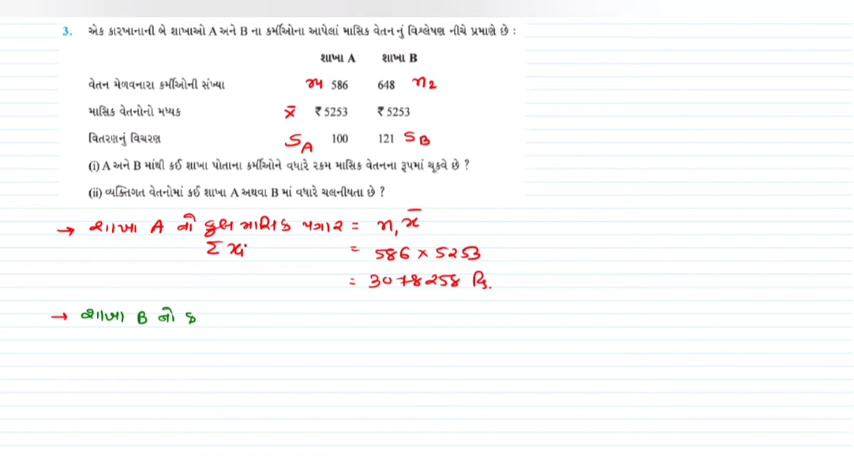 3. એક કારખાનાની બે શાખાઓ A અને B ના કર્મીઓના આપેલાં માસિક વેતનનું વિશ્લેષણ નીચે પ્રમાણે છે :
શાખા A શાખા B
વેતન મેળવનારા કર્મીઓની સંખ્યા n₁ 586 648 n₂
માસિક વેતનોનો મધ્યક x̄ ₹ 5253 ₹ 5253
વિતરણનું વિચરણ S_A 100 121 S_B
(i) A અને B માંથી કઈ શાખા પોતાના કર્મીઓને વધારે રકમ માસિક વેતનના રૂપમાં ચૂકવે છે ?
(ii) વ્યક્તિગત વેતનોમાં કઈ શાખા A અથવા B માં વધારે ચલનીયતા છે ?
→ શાખા A નો કુલ માસિક પગાર = n₁ x̄
Σxᵢ = 586 × 5253
= 3078258 રૂ.
→ શાખા B નો ક